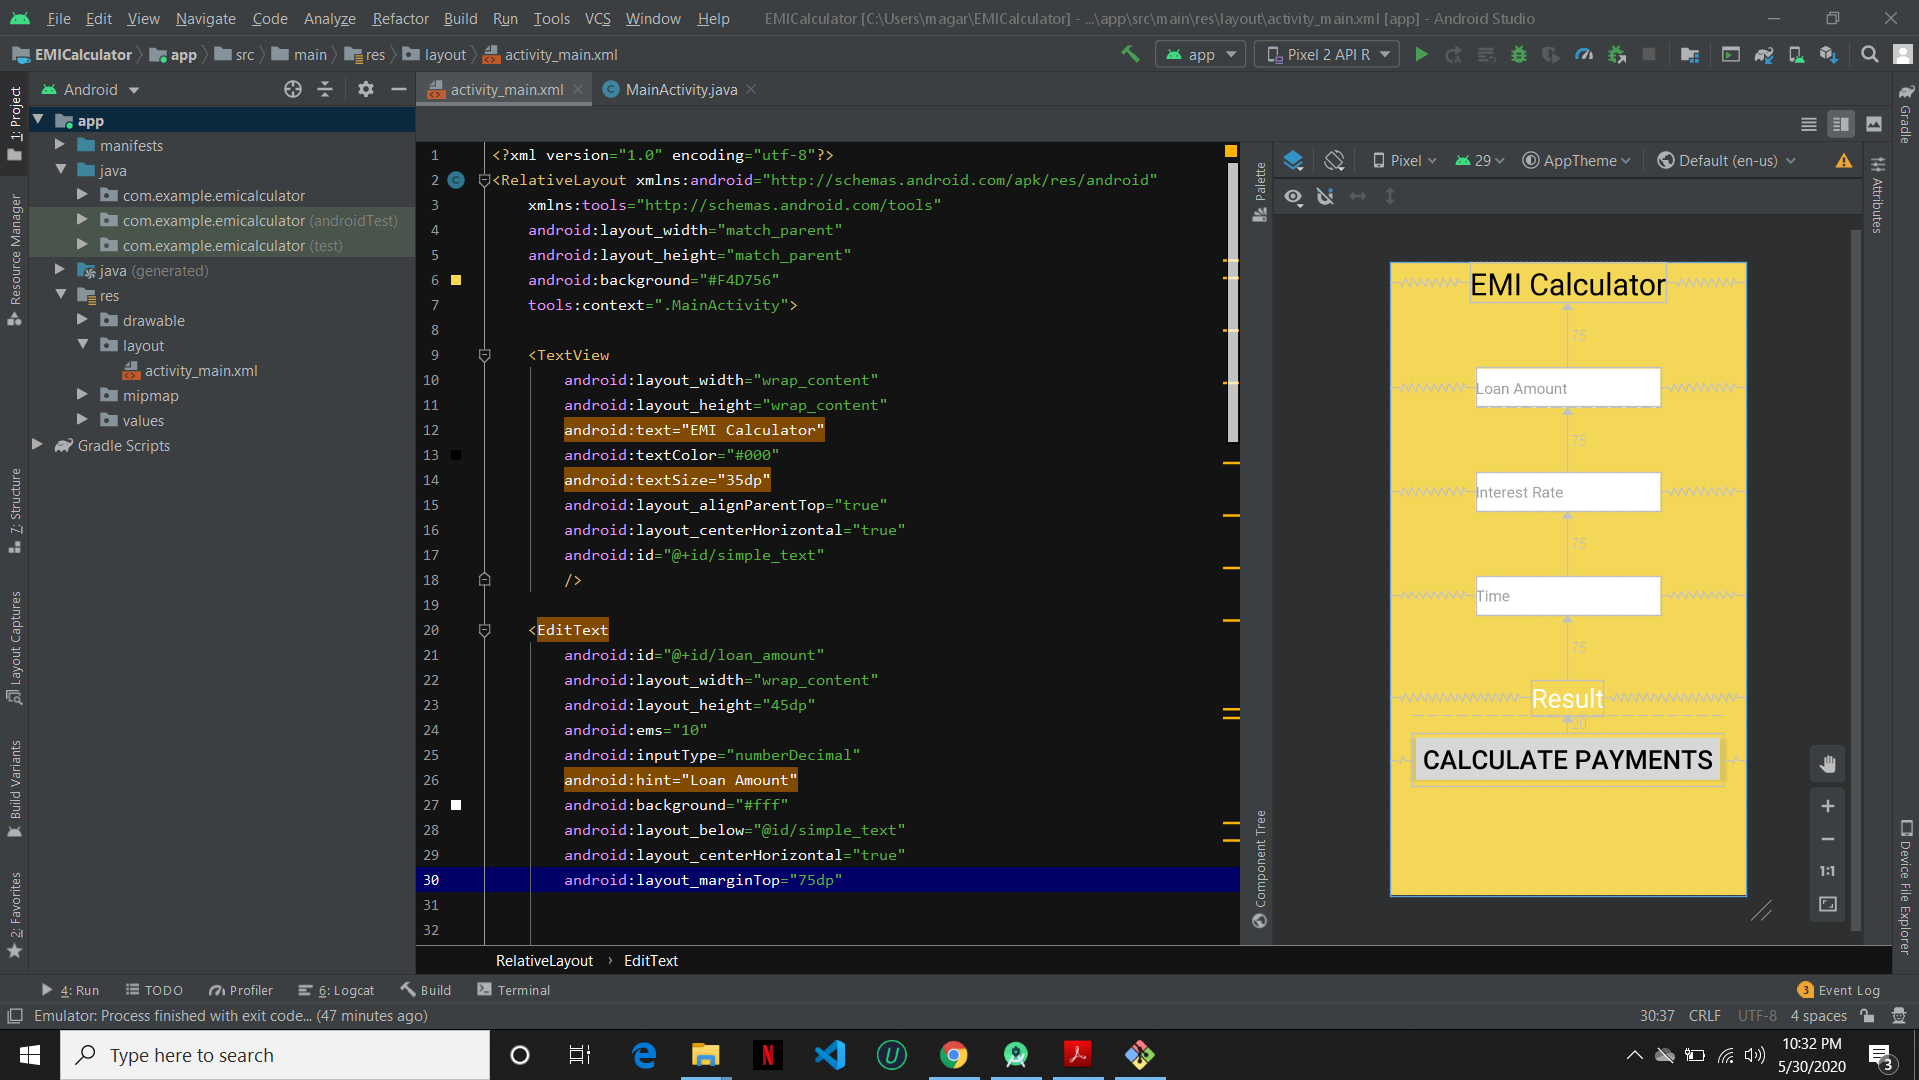 File Edit View Navigate Code Analyze Refactor Build Run Tools VCS Window Help EMICalculator [C:\Users\magar\EMICalculator] - ...\app\src\main\res\layout\activity_main.xml [app] - Android Studio
EMICalculator app src main res layout activity_main.xml app Pixel 2 API R
Android activity_main.xml MainActivity.java
1: Project
Resource Manager
7: Structure
Layout Captures
Build Variants
2: Favorites
app
manifests
java
com.example.emicalculator
com.example.emicalculator (androidTest)
com.example.emicalculator (test)
java (generated)
res
drawable
layout
activity_main.xml
mipmap
values
Gradle Scripts
1 <?xml version="1.0" encoding="utf-8"?>
2 <RelativeLayout xmlns:android="http://schemas.android.com/apk/res/android"
3 xmlns:tools="http://schemas.android.com/tools"
4 android:layout_width="match_parent"
5 android:layout_height="match_parent"
6 android:background="#F4D756"
7 tools:context=".MainActivity">
8
9 <TextView
10 android:layout_width="wrap_content"
11 android:layout_height="wrap_content"
12 android:text="EMI Calculator"
13 android:textColor="#000"
14 android:textSize="35dp"
15 android:layout_alignParentTop="true"
16 android:layout_centerHorizontal="true"
17 android:id="@+id/simple_text"
18 />
19
20 <EditText
21 android:id="@+id/loan_amount"
22 android:layout_width="wrap_content"
23 android:layout_height="45dp"
24 android:ems="10"
25 android:inputType="numberDecimal"
26 android:hint="Loan Amount"
27 android:background="#fff"
28 android:layout_below="@id/simple_text"
29 android:layout_centerHorizontal="true"
30 android:layout_marginTop="75dp"
31
32
RelativeLayout › EditText
Palette
Component Tree
Pixel 29 AppTheme Default (en-us)
EMI Calculator
75
Loan Amount
75
Interest Rate
75
Time
75
Result
20
CALCULATE PAYMENTS
1:1
Gradle
Attributes
Device File Explorer
4: Run TODO Profiler 6: Logcat Build Terminal 3 Event Log
Emulator: Process finished with exit code... (47 minutes ago) 30:37 CRLF UTF-8 4 spaces
Type here to search
10:32 PM
5/30/2020
3